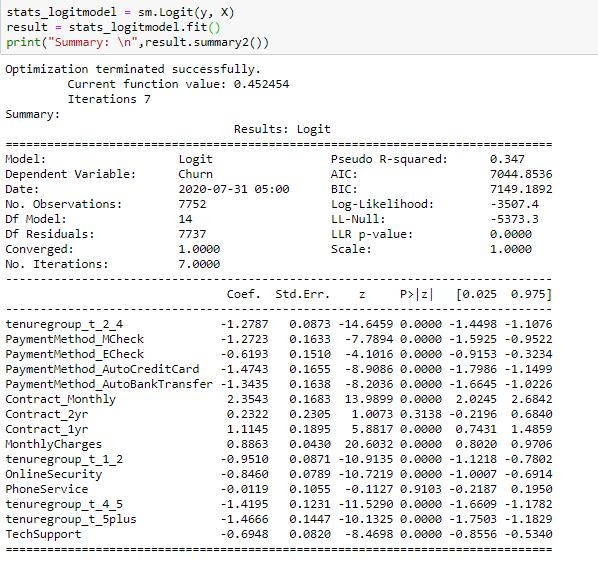 stats_logitmodel = sm.Logit(y, X)
result = stats_logitmodel.fit()
print("Summary: \n",result.summary2())
Optimization terminated successfully.
         Current function value: 0.452454
         Iterations 7
Summary:
                               Results: Logit
==========================================================================
Model:                  Logit                Pseudo R-squared:      0.347
Dependent Variable:     Churn                AIC:                   7044.8536
Date:                   2020-07-31 05:00     BIC:                   7149.1892
No. Observations:       7752                 Log-Likelihood:        -3507.4
Df Model:               14                   LL-Null:               -5373.3
Df Residuals:           7737                 LLR p-value:           0.0000
Converged:              1.0000               Scale:                 1.0000
No. Iterations:         7.0000
--------------------------------------------------------------------------
                              Coef.  Std.Err.    z     P>|z|   [0.025  0.975]
--------------------------------------------------------------------------
tenuregroup_t_2_4            -1.2787   0.0873 -14.6459 0.0000 -1.4498 -1.1076
PaymentMethod_MCheck         -1.2723   0.1633  -7.7894 0.0000 -1.5925 -0.9522
PaymentMethod_ECheck         -0.6193   0.1510  -4.1016 0.0000 -0.9153 -0.3234
PaymentMethod_AutoCreditCard -1.4743   0.1655  -8.9086 0.0000 -1.7986 -1.1499
PaymentMethod_AutoBankTransfer -1.3435   0.1638  -8.2036 0.0000 -1.6645 -1.0226
Contract_Monthly              2.3543   0.1683  13.9899 0.0000  2.0245  2.6842
Contract_2yr                  0.2322   0.2305   1.0073 0.3138 -0.2196  0.6840
Contract_1yr                  1.1145   0.1895   5.8817 0.0000  0.7431  1.4859
MonthlyCharges                0.8863   0.0430  20.6032 0.0000  0.8020  0.9706
tenuregroup_t_1_2            -0.9510   0.0871 -10.9135 0.0000 -1.1218 -0.7802
OnlineSecurity               -0.8460   0.0789 -10.7219 0.0000 -1.0007 -0.6914
PhoneService                 -0.0119   0.1055  -0.1127 0.9103 -0.2187  0.1950
tenuregroup_t_4_5            -1.4195   0.1231 -11.5290 0.0000 -1.6609 -1.1782
tenuregroup_t_5plus          -1.4666   0.1447 -10.1325 0.0000 -1.7503 -1.1829
TechSupport                  -0.6948   0.0820  -8.4698 0.0000 -0.8556 -0.5340
==========================================================================